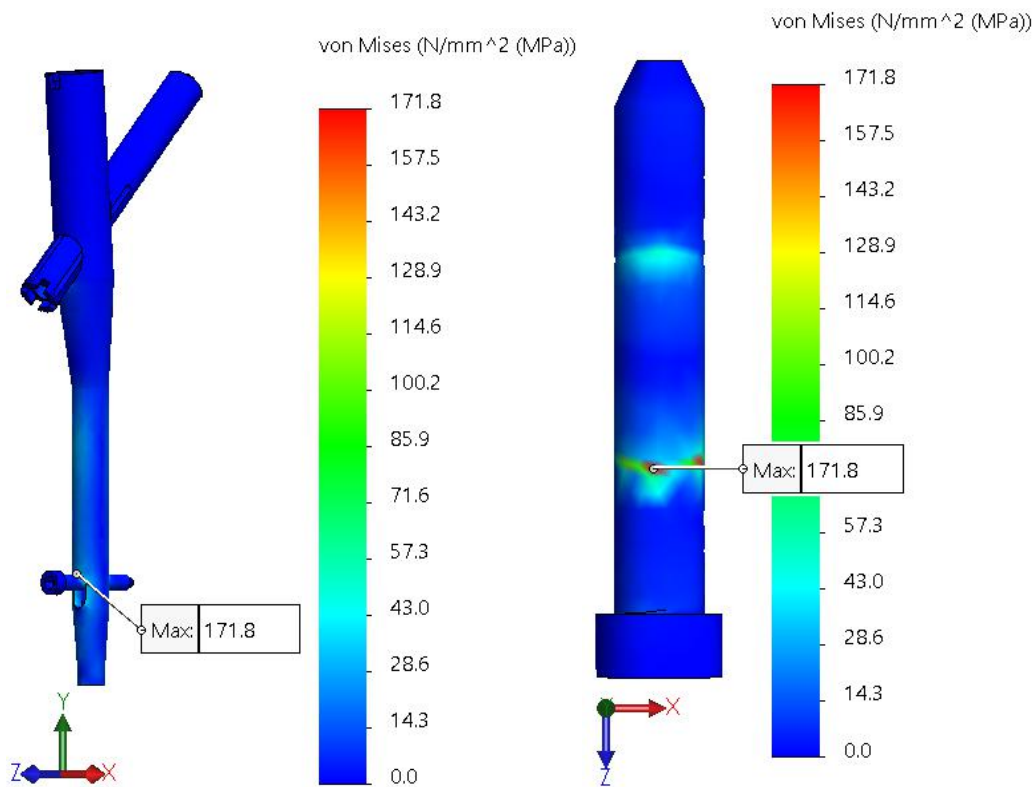 von Mises (N/mm^2 (MPa))
171.8
157.5
143.2
128.9
114.6
100.2
85.9
71.6
57.3
43.0
28.6
14.3
0.0
Max: 171.8
Y
Z
X
von Mises (N/mm^2 (MPa))
171.8
157.5
143.2
128.9
114.6
100.2
85.9
Max: 171.8
57.3
43.0
28.6
14.3
0.0
X
Z